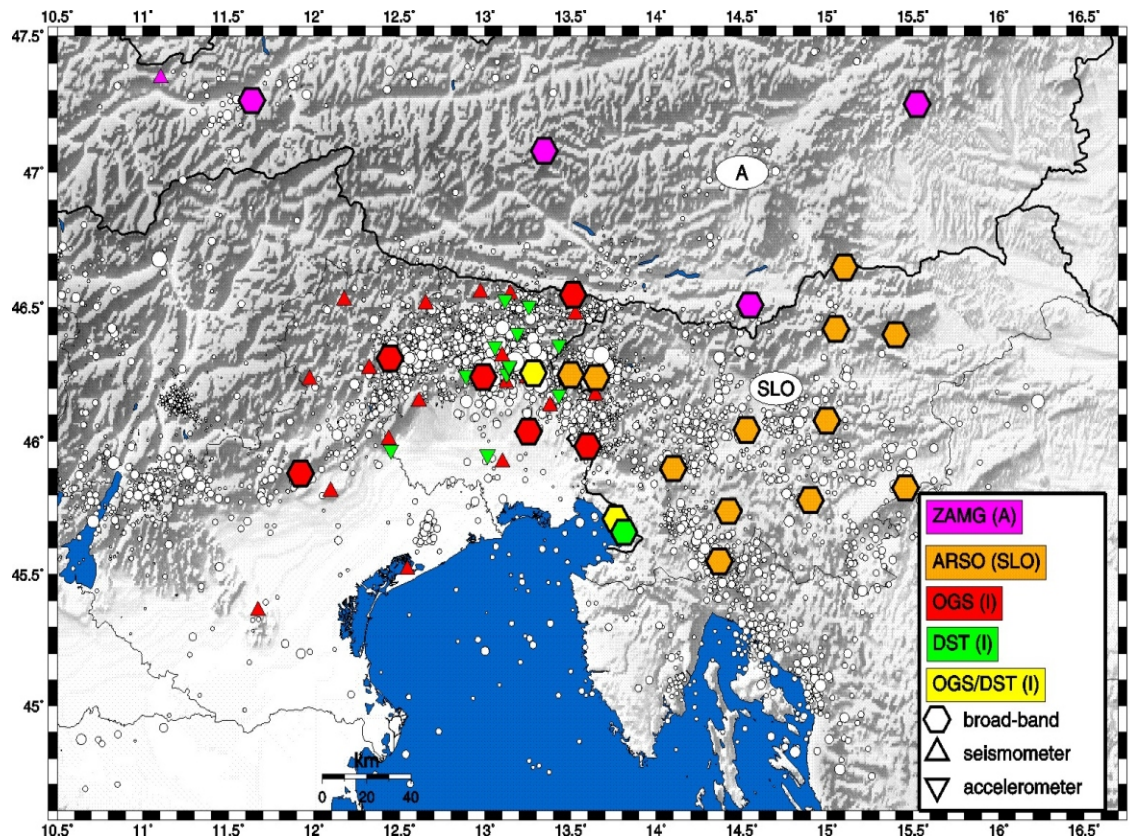 10.5° 11° 11.5° 12° 12.5° 13° 13.5° 14° 14.5° 15° 15.5° 16° 16.5°
47.5°
47°
A
46.5°
SLO
46°
ZAMG (A)
45.5°
ARSO (SLO)
OGS (I)
DST (I)
OGS/DST (I)
45°
broad-band
seismometer
km
accelerometer
0 20 40
10.5° 11° 11.5° 12° 12.5° 13° 13.5° 14° 14.5° 15° 15.5° 16° 16.5°